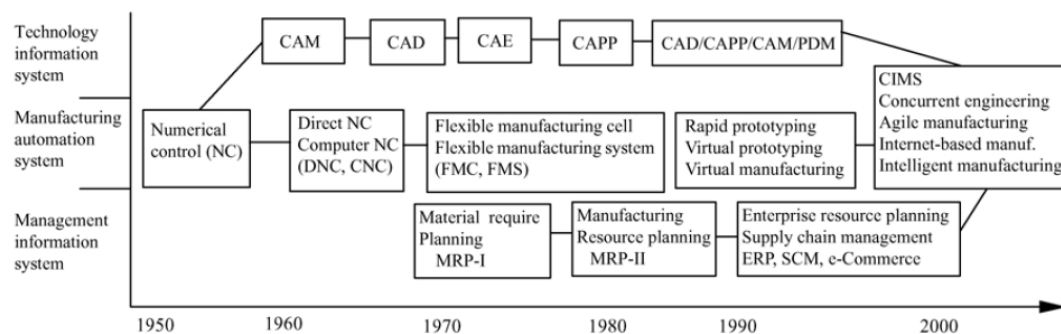 Technology
information
system
CAM
CAD
CAE
CAPP
CAD/CAPP/CAM/PDM
Manufacturing
automation
system
Numerical
control (NC)
Direct NC
Computer NC
(DNC, CNC)
Flexible manufacturing cell
Flexible manufacturing system
(FMC, FMS)
Rapid prototyping
Virtual prototyping
Virtual manufacturing
CIMS
Concurrent engineering
Agile manufacturing
Internet-based manuf.
Intelligent manufacturing
Management
information
system
Material require
Planning
MRP-I
Manufacturing
Resource planning
MRP-II
Enterprise resource planning
Supply chain management
ERP, SCM, e-Commerce
1950
1960
1970
1980
1990
2000